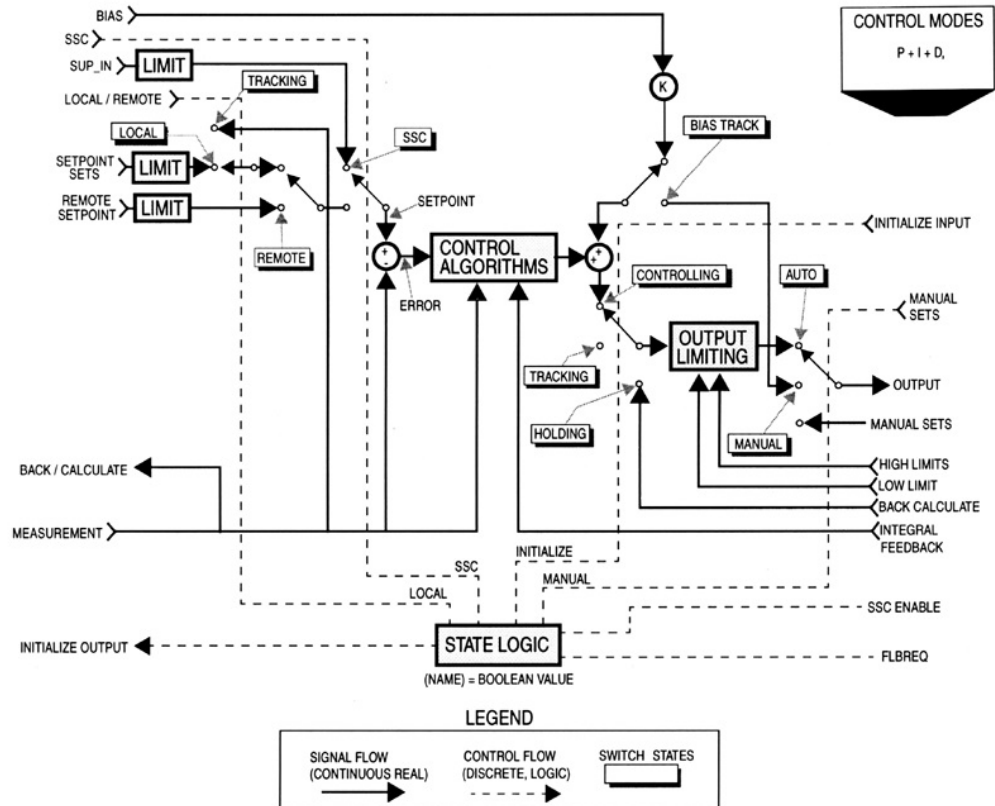 BIAS
SSC
SUP_IN
LIMIT
LOCAL / REMOTE
TRACKING
LOCAL
SETPOINT
SETS
LIMIT
REMOTE
SETPOINT
LIMIT
REMOTE
SSC
SETPOINT
+
-
ERROR
CONTROL
ALGORITHMS
K
BIAS TRACK
+
+
CONTROL MODES
P + I + D,
INITIALIZE INPUT
CONTROLLING
AUTO
MANUAL
SETS
OUTPUT
LIMITING
TRACKING
OUTPUT
HOLDING
MANUAL
MANUAL SETS
HIGH LIMITS
LOW LIMIT
BACK CALCULATE
INTEGRAL
FEEDBACK
BACK / CALCULATE
MEASUREMENT
INITIALIZE
SSC
MANUAL
LOCAL
SSC ENABLE
INITIALIZE OUTPUT
STATE LOGIC
FLBREQ
(NAME) = BOOLEAN VALUE
LEGEND
SIGNAL FLOW
(CONTINUOUS REAL)
CONTROL FLOW
(DISCRETE, LOGIC)
SWITCH STATES